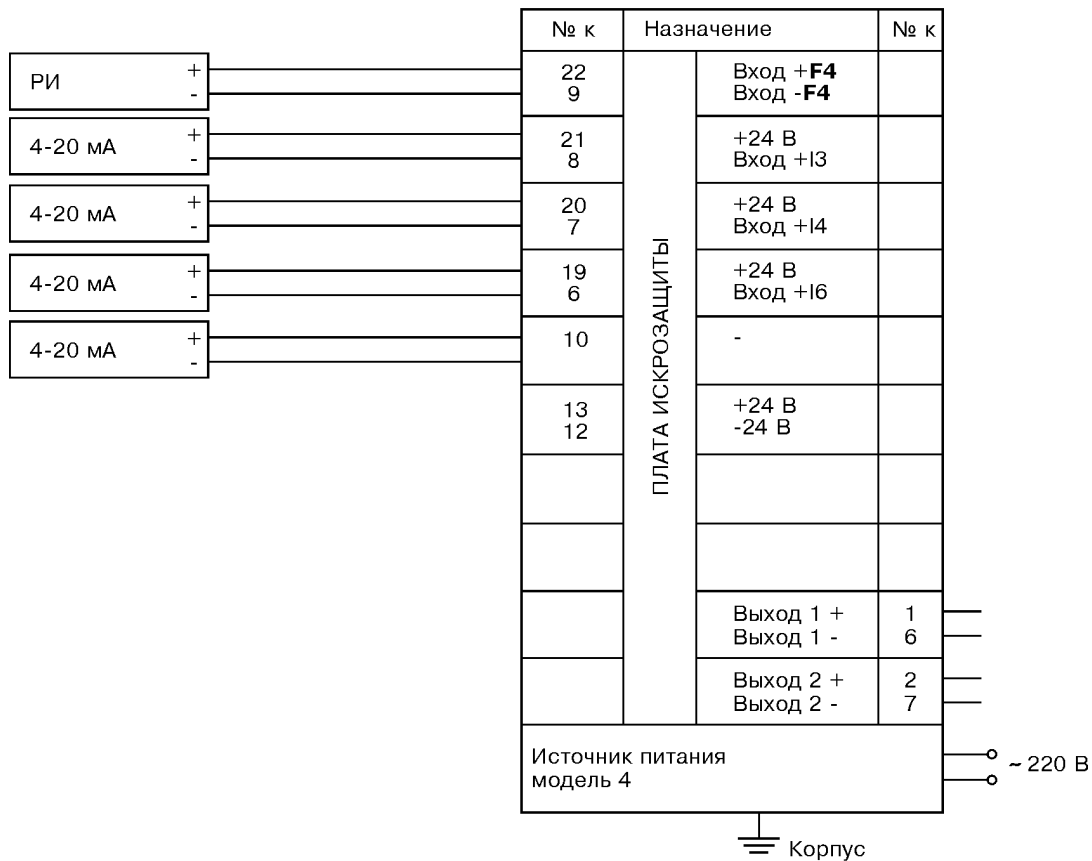 № к Назначение № к
РИ + 22 Вход +F4
- 9 Вход -F4
4-20 мА + 21 +24 В
- 8 Вход +I3
4-20 мА + 20 +24 В
- 7 Вход +I4
4-20 мА + 19 +24 В
- 6 Вход +I6
4-20 мА + 10 -
-
13 +24 В
12 -24 В
ПЛАТА ИСКРОЗАЩИТЫ
Выход 1 + 1
Выход 1 - 6
Выход 2 + 2
Выход 2 - 7
Источник питания
модель 4
~ 220 В
Корпус